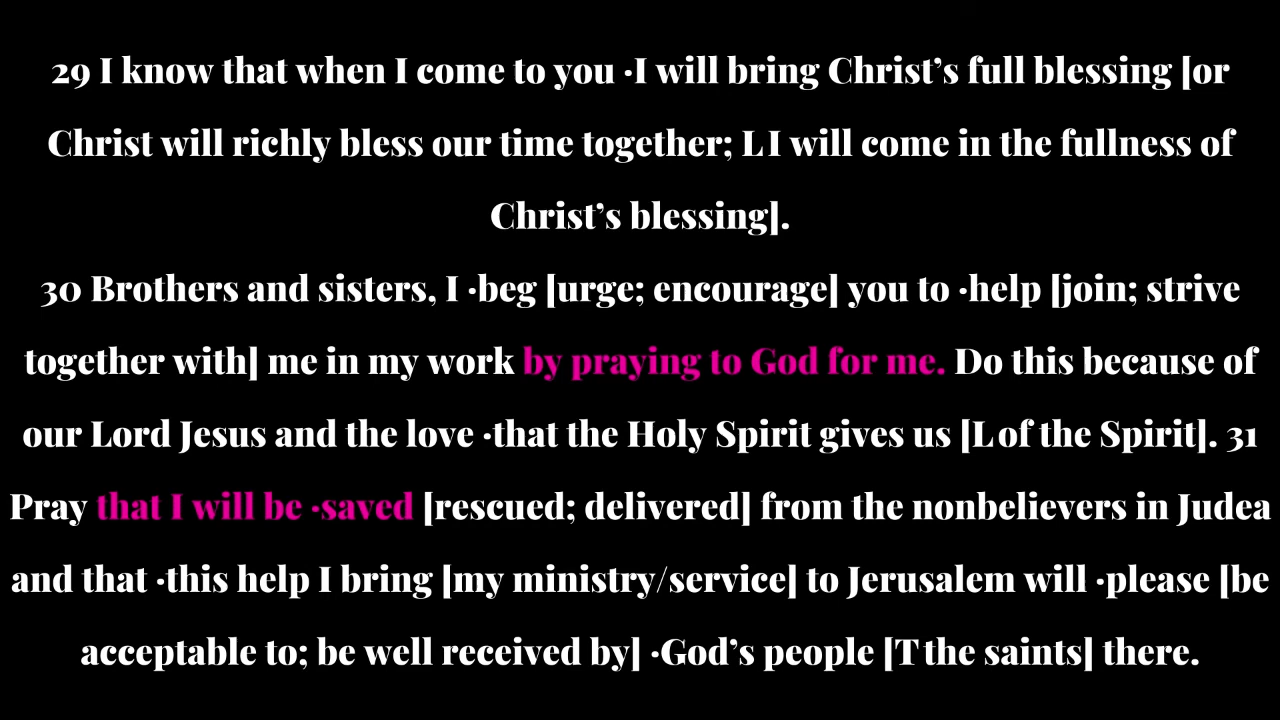 29 I know that when I come to you ·I will bring Christ’s full blessing [or
Christ will richly bless our time together; L I will come in the fullness of
Christ’s blessing].
30 Brothers and sisters, I ·beg [urge; encourage] you to ·help [join; strive
together with] me in my work by praying to God for me. Do this because of
our Lord Jesus and the love ·that the Holy Spirit gives us [L of the Spirit]. 31
Pray that I will be ·saved [rescued; delivered] from the nonbelievers in Judea
and that ·this help I bring [my ministry/service] to Jerusalem will ·please [be
acceptable to; be well received by] ·God’s people [T the saints] there.